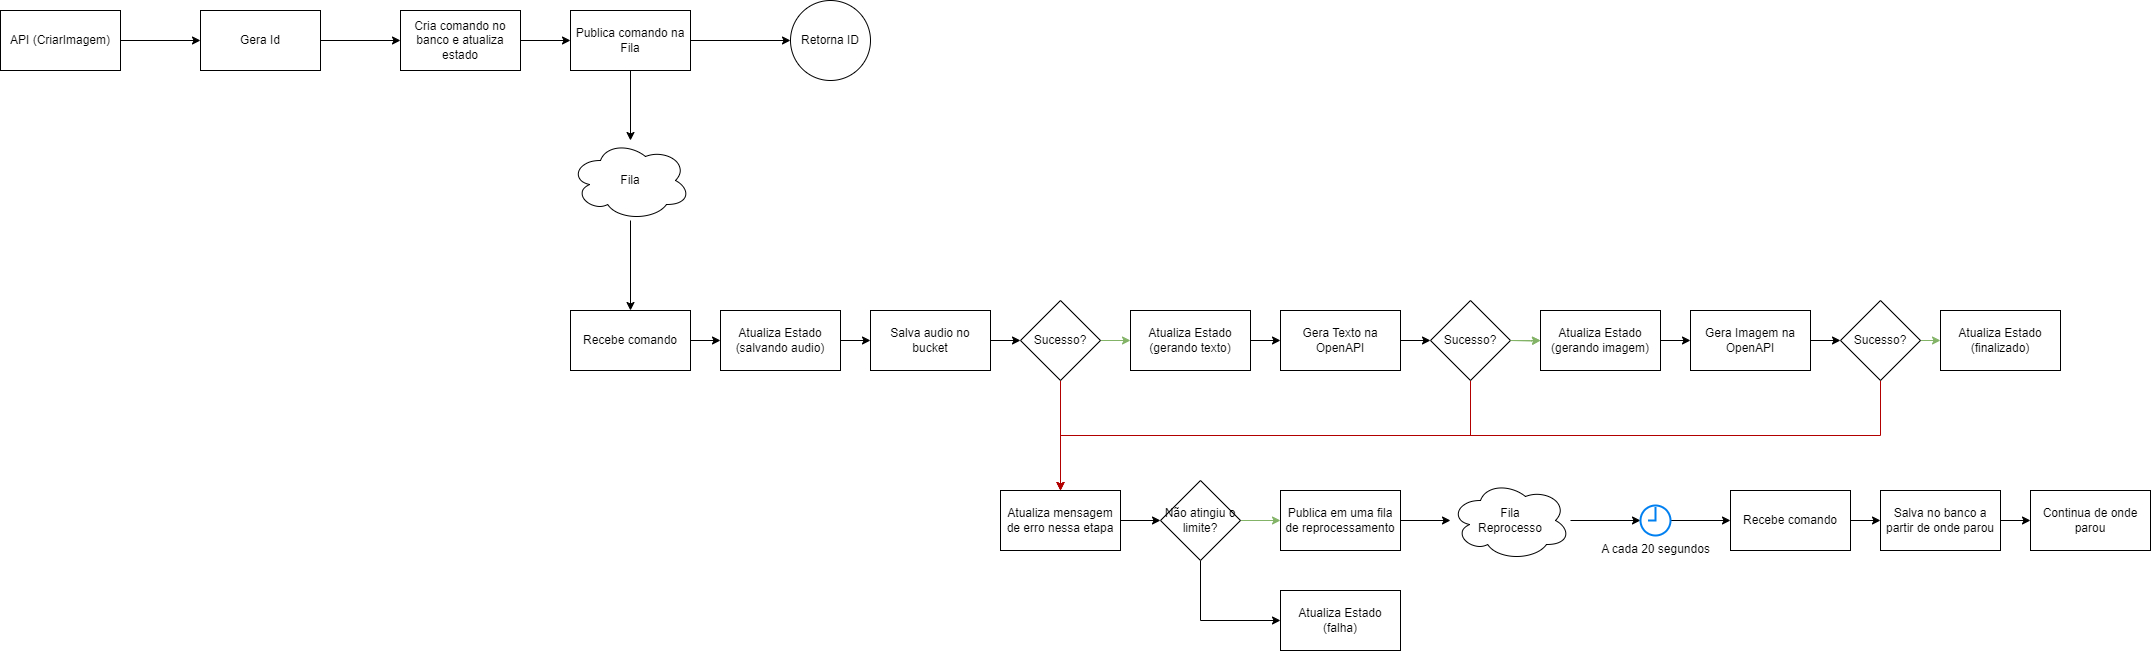 API (CriarImagem)
Gera Id
Cria comando no
banco e atualiza
estado
Publica comando na
Fila
Retorna ID
Fila
Recebe comando
Atualiza Estado
(salvando audio)
Salva audio no
bucket
Sucesso?
Atualiza Estado
(gerando texto)
Gera Texto na
OpenAPI
Sucesso?
Atualiza Estado
(gerando imagem)
Gera Imagem na
OpenAPI
Sucesso?
Atualiza Estado
(finalizado)
Atualiza mensagem
de erro nessa etapa
Não atingiu o
limite?
Publica em uma fila
de reprocessamento
Fila
Reprocesso
A cada 20 segundos
Recebe comando
Salva no banco a
partir de onde parou
Continua de onde
parou
Atualiza Estado
(falha)